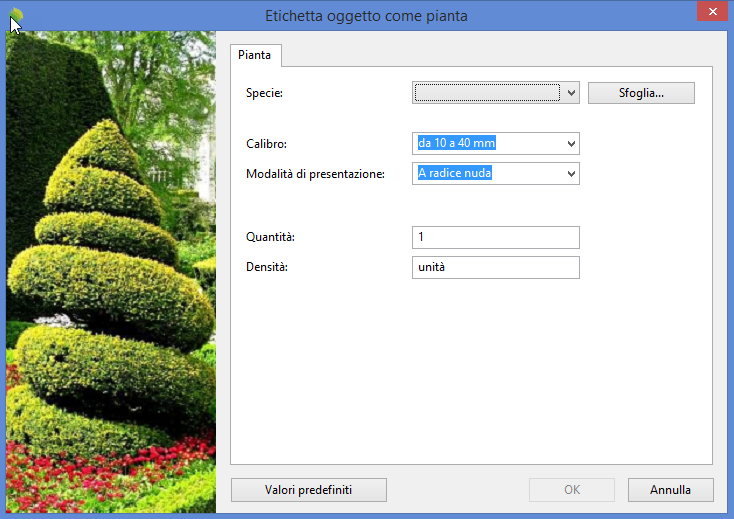 Etichetta oggetto come pianta
Pianta
Specie:
Sfoglia...
Calibro:
da 10 a 40 mm
Modalità di presentazione:
A radice nuda
Quantità:
1
Densità:
unità
Valori predefiniti
OK
Annulla